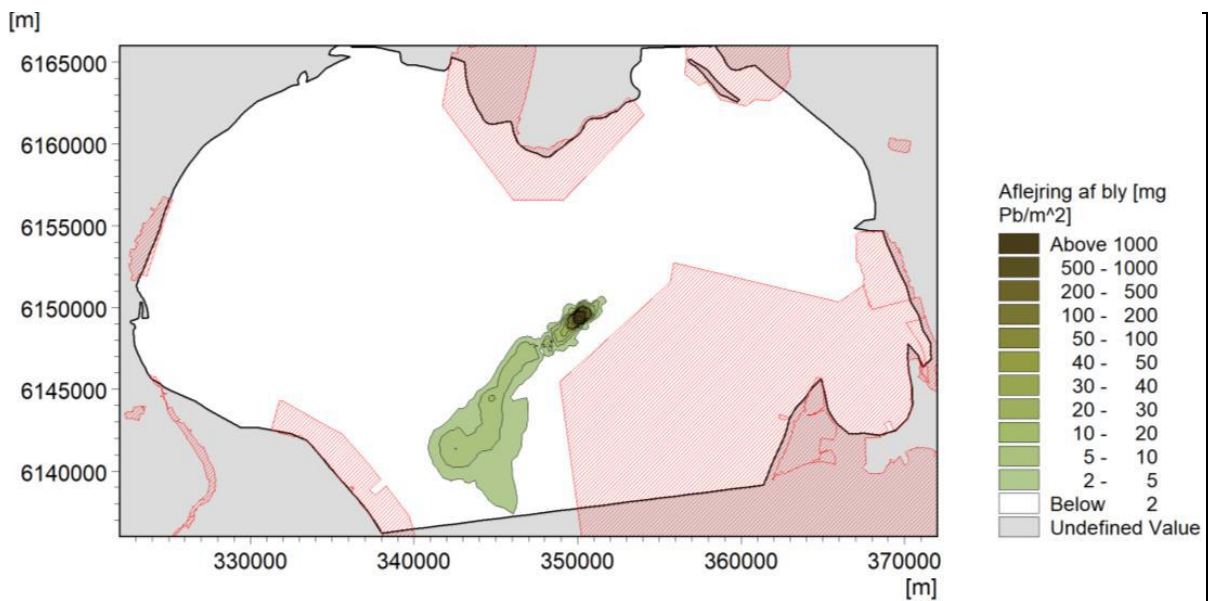 [m]
6165000
6160000
6155000
6150000
6145000
6140000
330000 340000 350000 360000 370000
[m]
Aflejring af bly [mg
Pb/m^2]
Above 1000
500 - 1000
200 - 500
100 - 200
50 - 100
40 - 50
30 - 40
20 - 30
10 - 20
5 - 10
2 - 5
Below 2
Undefined Value